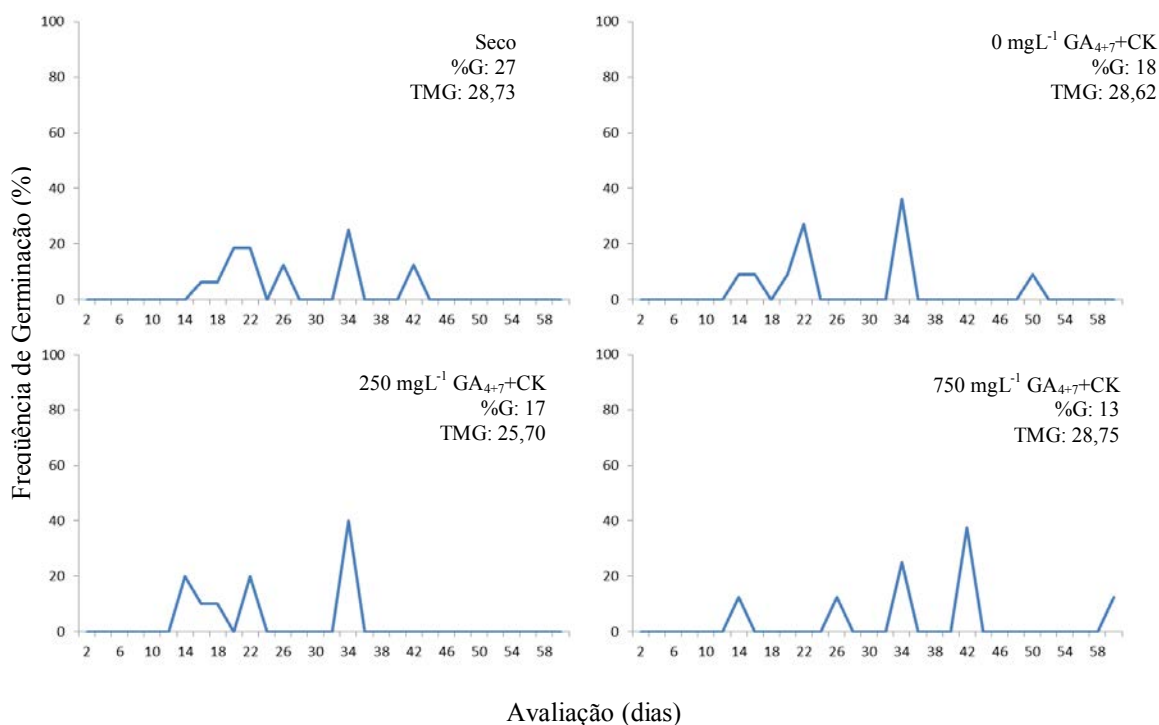 Freqüência de Germinacão (%)
100
80
60
40
20
0
Seco
%G: 27
TMG: 28,73
2 6 10 14 18 22 26 30 34 38 42 46 50 54 58
100
80
60
40
20
0
0 mgL⁻¹ GA₄₊₇+CK
%G: 18
TMG: 28,62
2 6 10 14 18 22 26 30 34 38 42 46 50 54 58
100
80
60
40
20
0
250 mgL⁻¹ GA₄₊₇+CK
%G: 17
TMG: 25,70
2 6 10 14 18 22 26 30 34 38 42 46 50 54 58
100
80
60
40
20
0
750 mgL⁻¹ GA₄₊₇+CK
%G: 13
TMG: 28,75
2 6 10 14 18 22 26 30 34 38 42 46 50 54 58
Avaliação (dias)